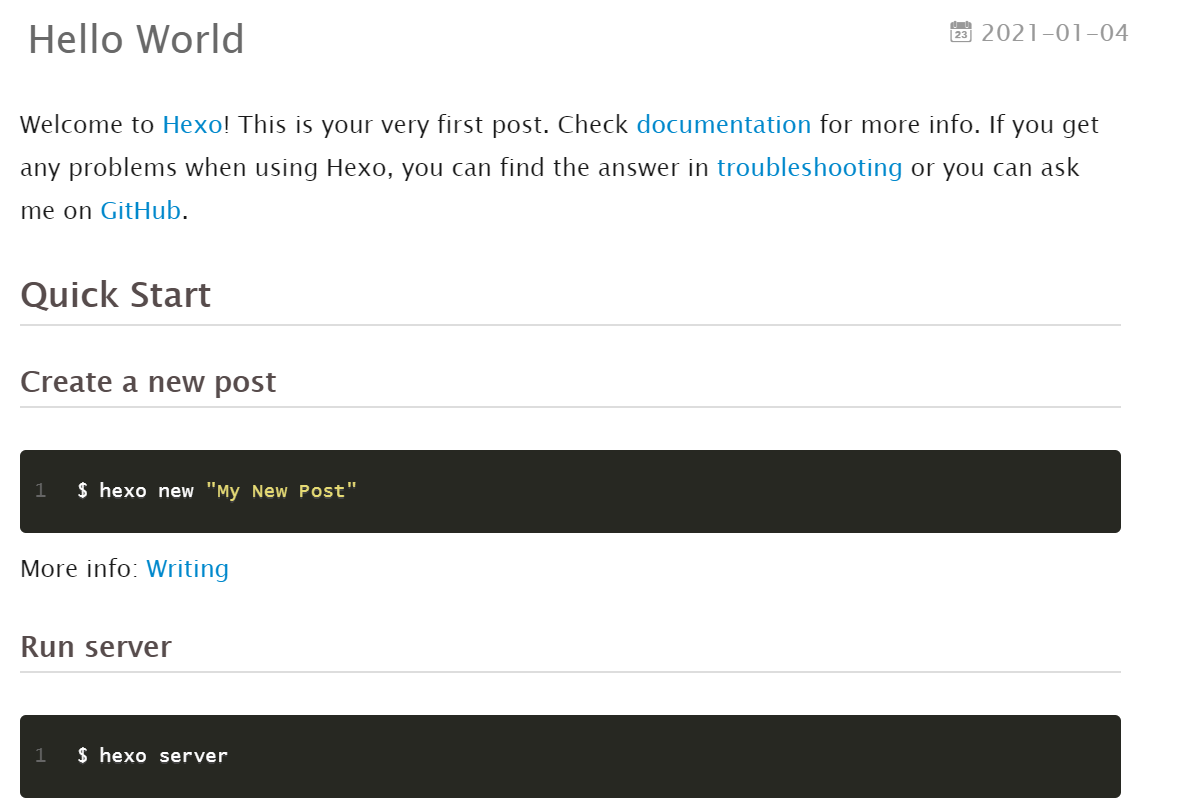 Hello World
2021-01-04
Welcome to Hexo! This is your very first post. Check documentation for more info. If you get
any problems when using Hexo, you can find the answer in troubleshooting or you can ask
me on GitHub.
Quick Start
Create a new post
1 $ hexo new "My New Post"
More info: Writing
Run server
1 $ hexo server